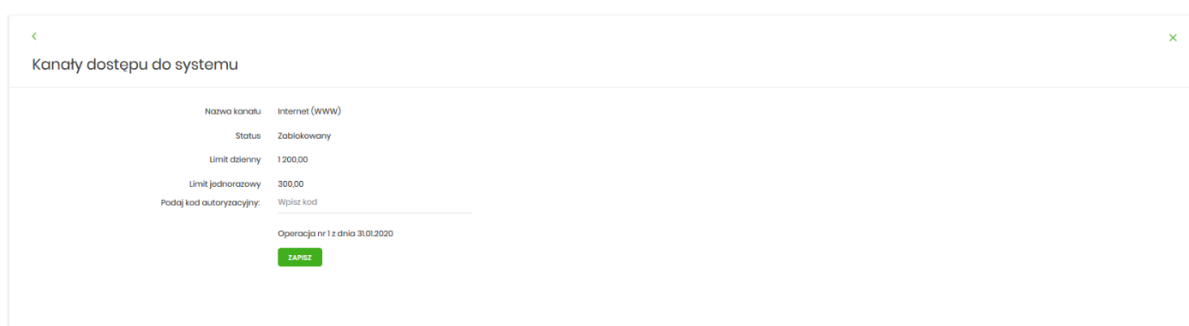 Kanały dostępu do systemu
Nazwa kanału Internet (WWW)
Status Zablokowany
Limit dzienny 1 200,00
Limit jednorazowy 300,00
Podaj kod autoryzacyjny: Wpisz kod
Operacja nr 1 z dnia 31.01.2020
ZAPISZ